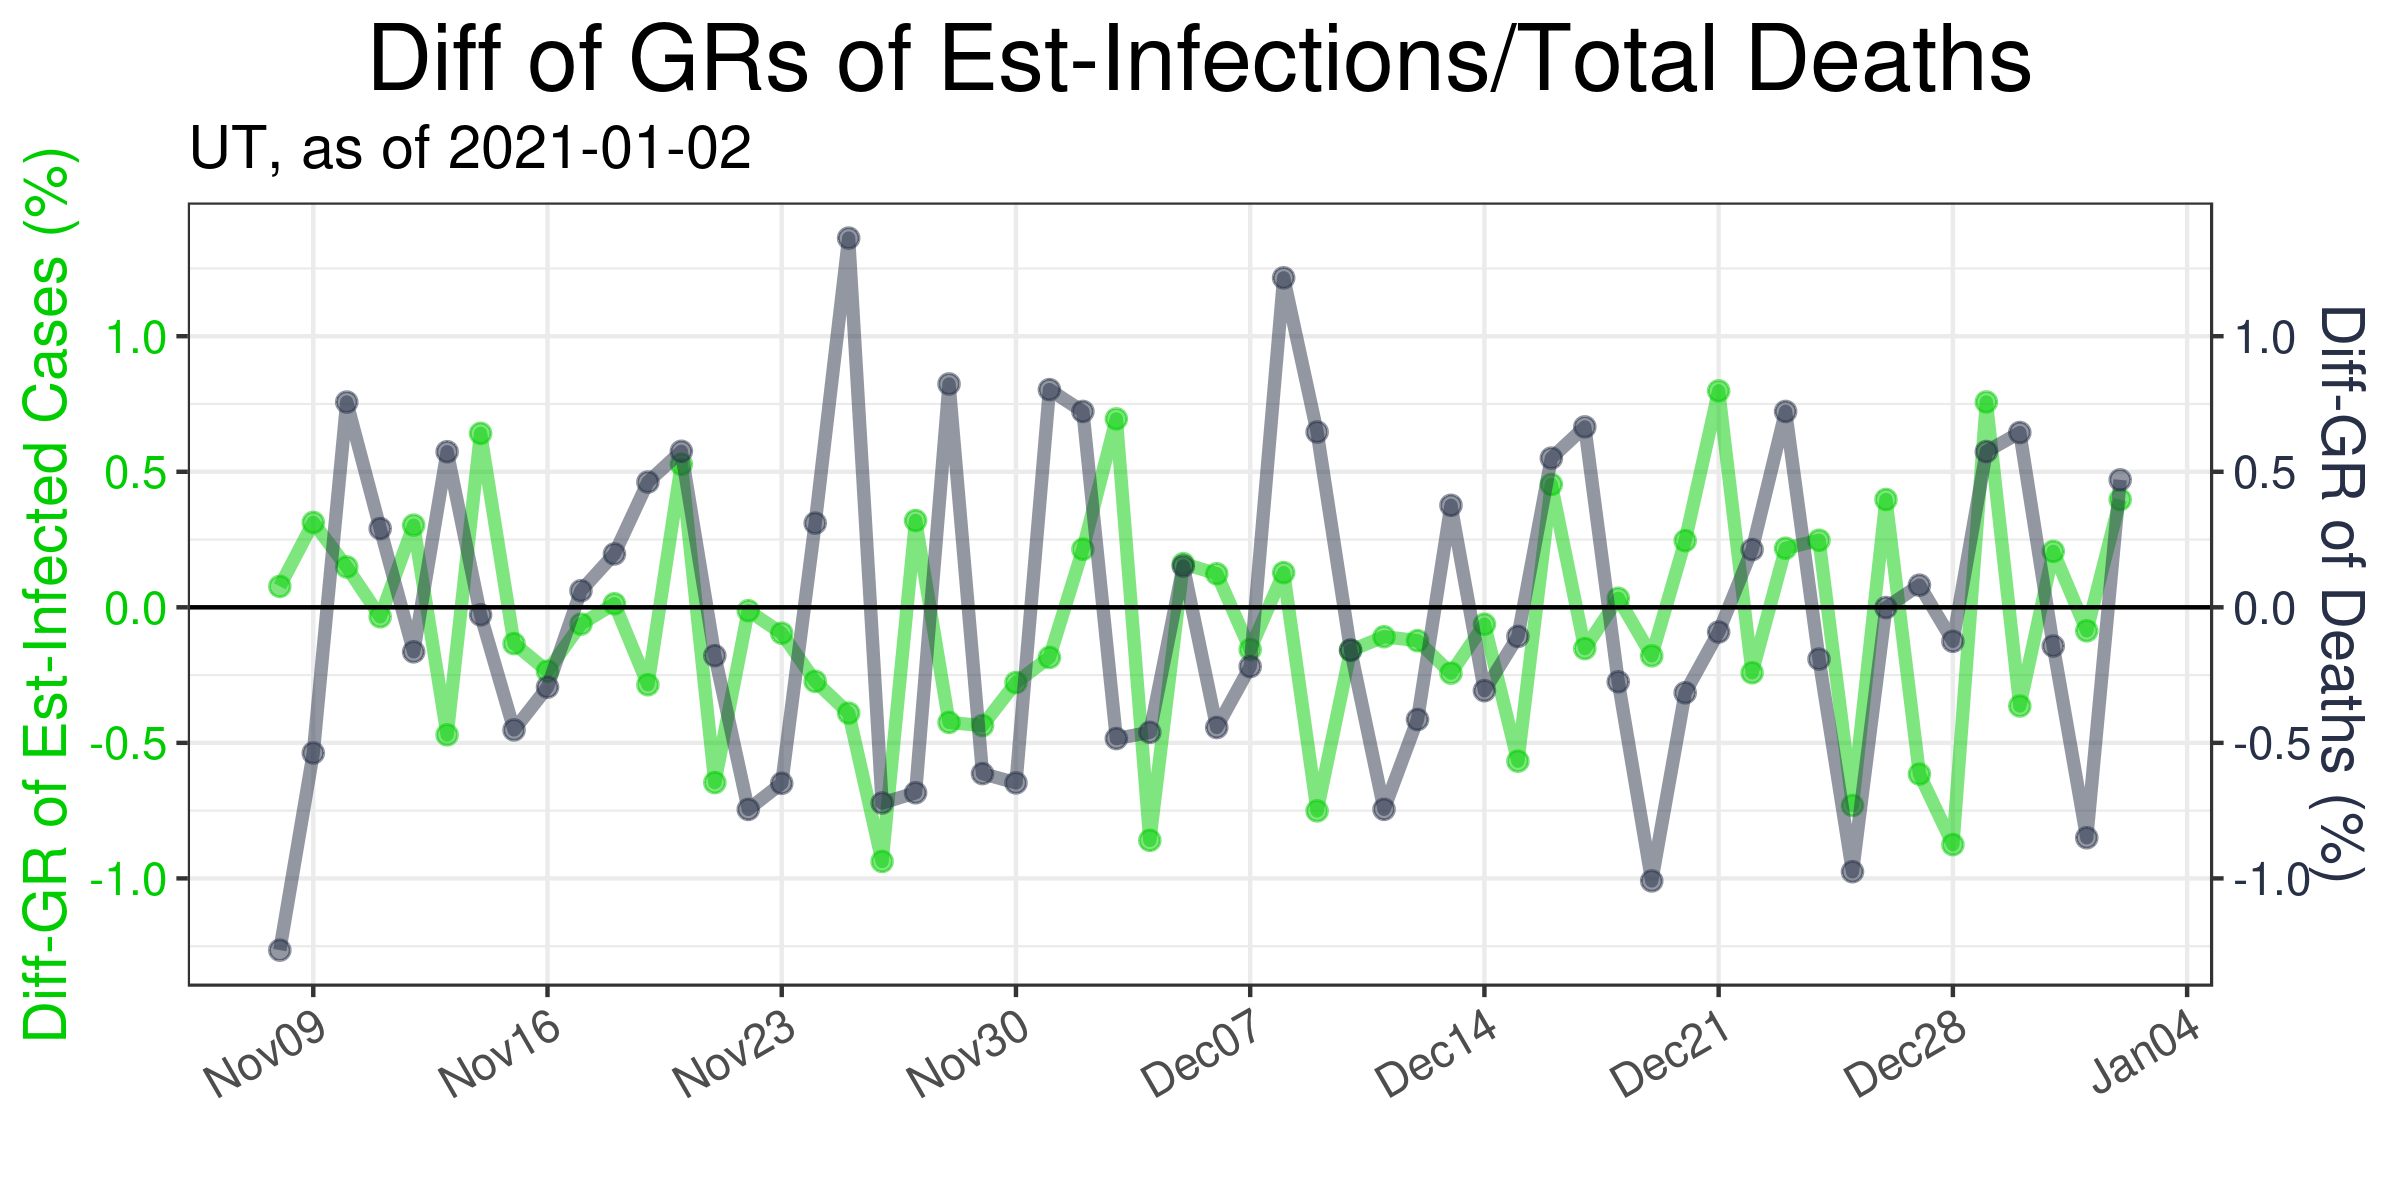 Diff of GRs of Est-Infections/Total Deaths
UT, as of 2021-01-02
Diff-GR of Est-Infected Cases (%)
1.0
0.5
0.0
-0.5
-1.0
1.0
0.5
0.0
-0.5
-1.0
Diff-GR of Deaths (%)
Nov09
Nov16
Nov23
Nov30
Dec07
Dec14
Dec21
Dec28
Jan04